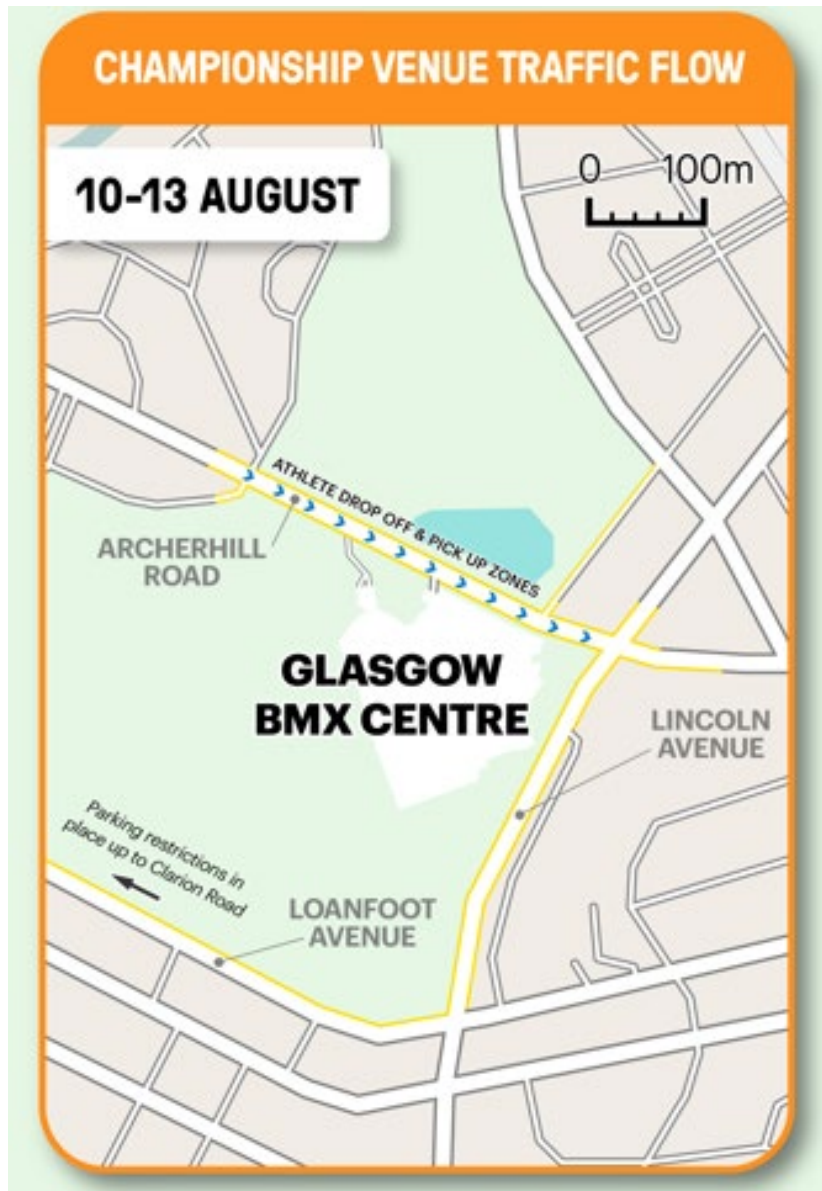 CHAMPIONSHIP VENUE TRAFFIC FLOW
10-13 AUGUST
0 100m
ATHLETE DROP OFF & PICK UP ZONES
ARCHERHILL
ROAD
GLASGOW
BMX CENTRE
LINCOLN
AVENUE
Parking restrictions in
place up to Clarion Road
LOANFOOT
AVENUE